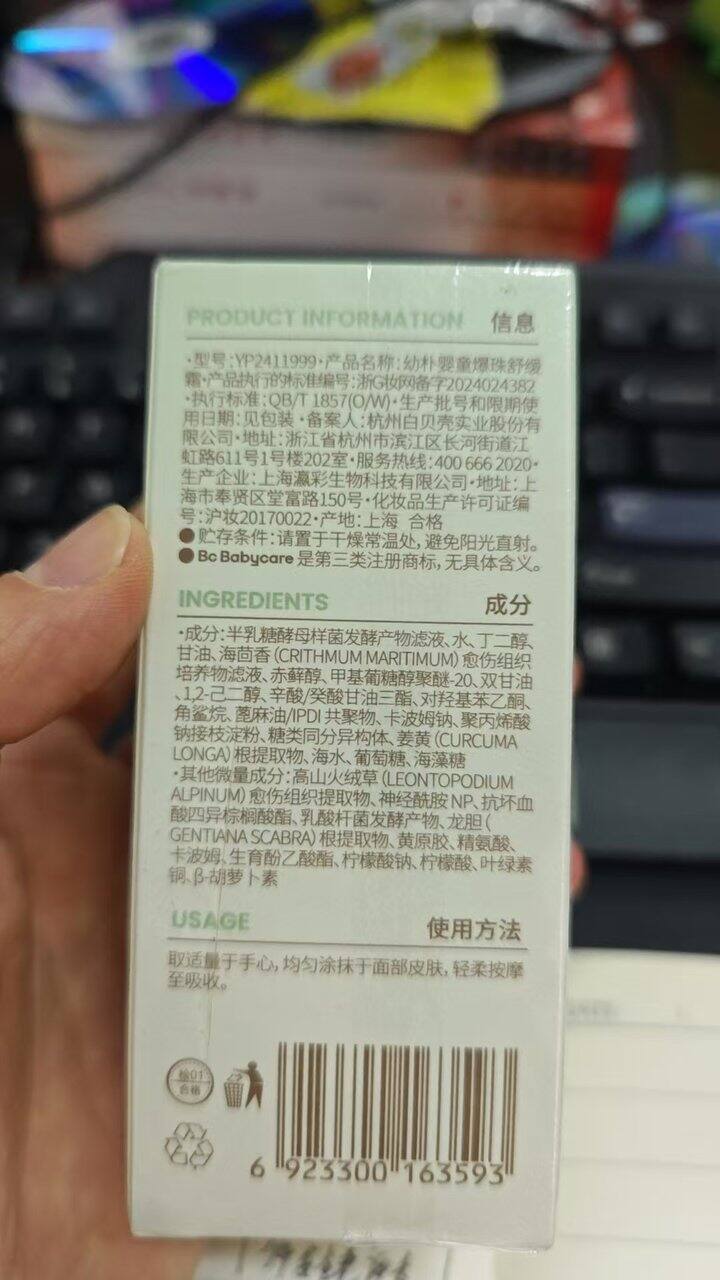 PRODUCT INFORMATION 信息
·型号:YP2411999·产品名称:幼朴婴童爆珠舒缓
霜·产品执行的标准编号:浙G妆网备字2024024382
·执行标准:QB/T 1857(O/W)·生产批号和限期使
用日期:见包装·备案人:杭州白贝壳实业股份有
限公司·地址:浙江省杭州市滨江区长河街道江
虹路611号1号楼202室·服务热线:400 666 2020·
生产企业:上海瀛彩生物科技有限公司·地址:上
海市奉贤区堂富路150号·化妆品生产许可证编
号:沪妆20170022·产地:上海 合格
●贮存条件:请置于干燥常温处,避免阳光直射。
●Bc Babycare 是第三类注册商标,无具体含义。
INGREDIENTS 成分
·成分:半乳糖酵母样菌发酵产物滤液、水、丁二醇、
甘油、海茴香(CRITHMUM MARITIMUM)愈伤组织
培养物滤液、赤藓醇、甲基葡糖醇聚醚-20、双甘油
、1,2-己二醇、辛酸/癸酸甘油三酯、对羟基苯乙酮、
角鲨烷、蓖麻油/IPDI 共聚物、卡波姆钠、聚丙烯酸
钠接枝淀粉、糖类同分异构体、姜黄(CURCUMA
LONGA)根提取物、海水、葡萄糖、海藻糖
·其他微量成分:高山火绒草(LEONTOPODIUM
ALPINUM)愈伤组织提取物、神经酰胺 NP、抗坏血
酸四异棕榈酸酯、乳酸杆菌发酵产物、龙胆(
GENTIANA SCABRA)根提取物、黄原胶、精氨酸、
卡波姆、生育酚乙酸酯、柠檬酸钠、柠檬酸、叶绿素
铜、β-胡萝卜素
USAGE 使用方法
取适量于手心,均匀涂抹于面部皮肤,轻柔按摩
至吸收。
检01
合格
6 923300 163593